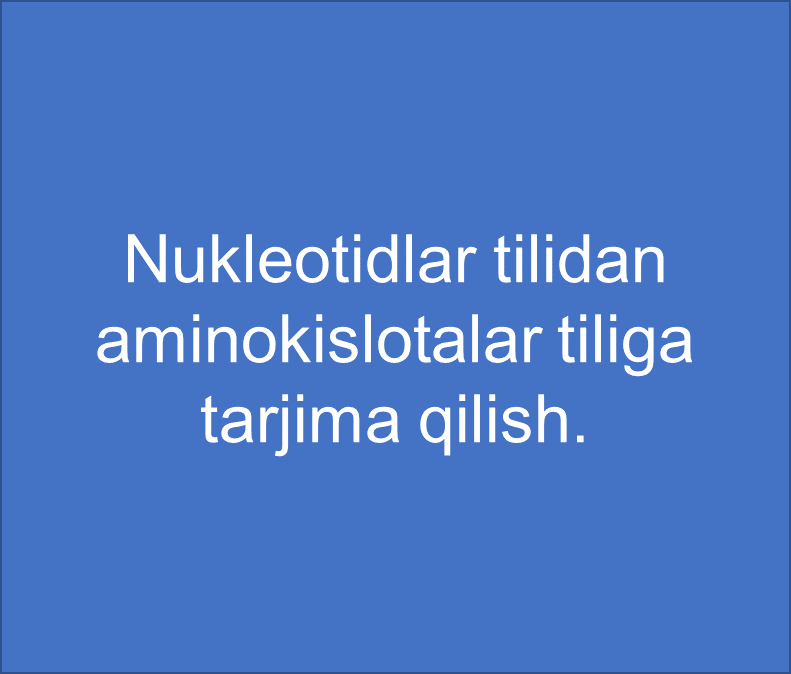 Nukleotidlar tilidan
aminokislotalar tiliga
tarjima qilish.